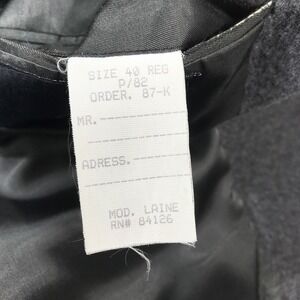 SIZE 40 REG
P/82
ORDER. 87-K
MR.
ADRESS.
MOD. LAINE
RN# 84126